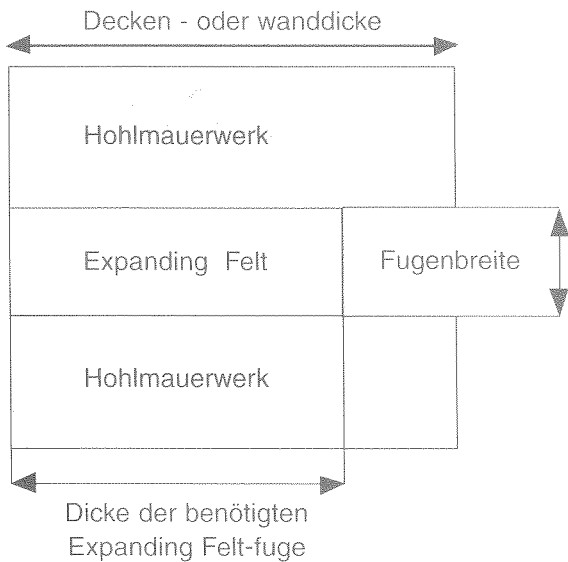 Decken - oder wanddicke
Hohlmauerwerk
Expanding Felt
Fugenbreite
Hohlmauerwerk
Dicke der benötigten
Expanding Felt-fuge